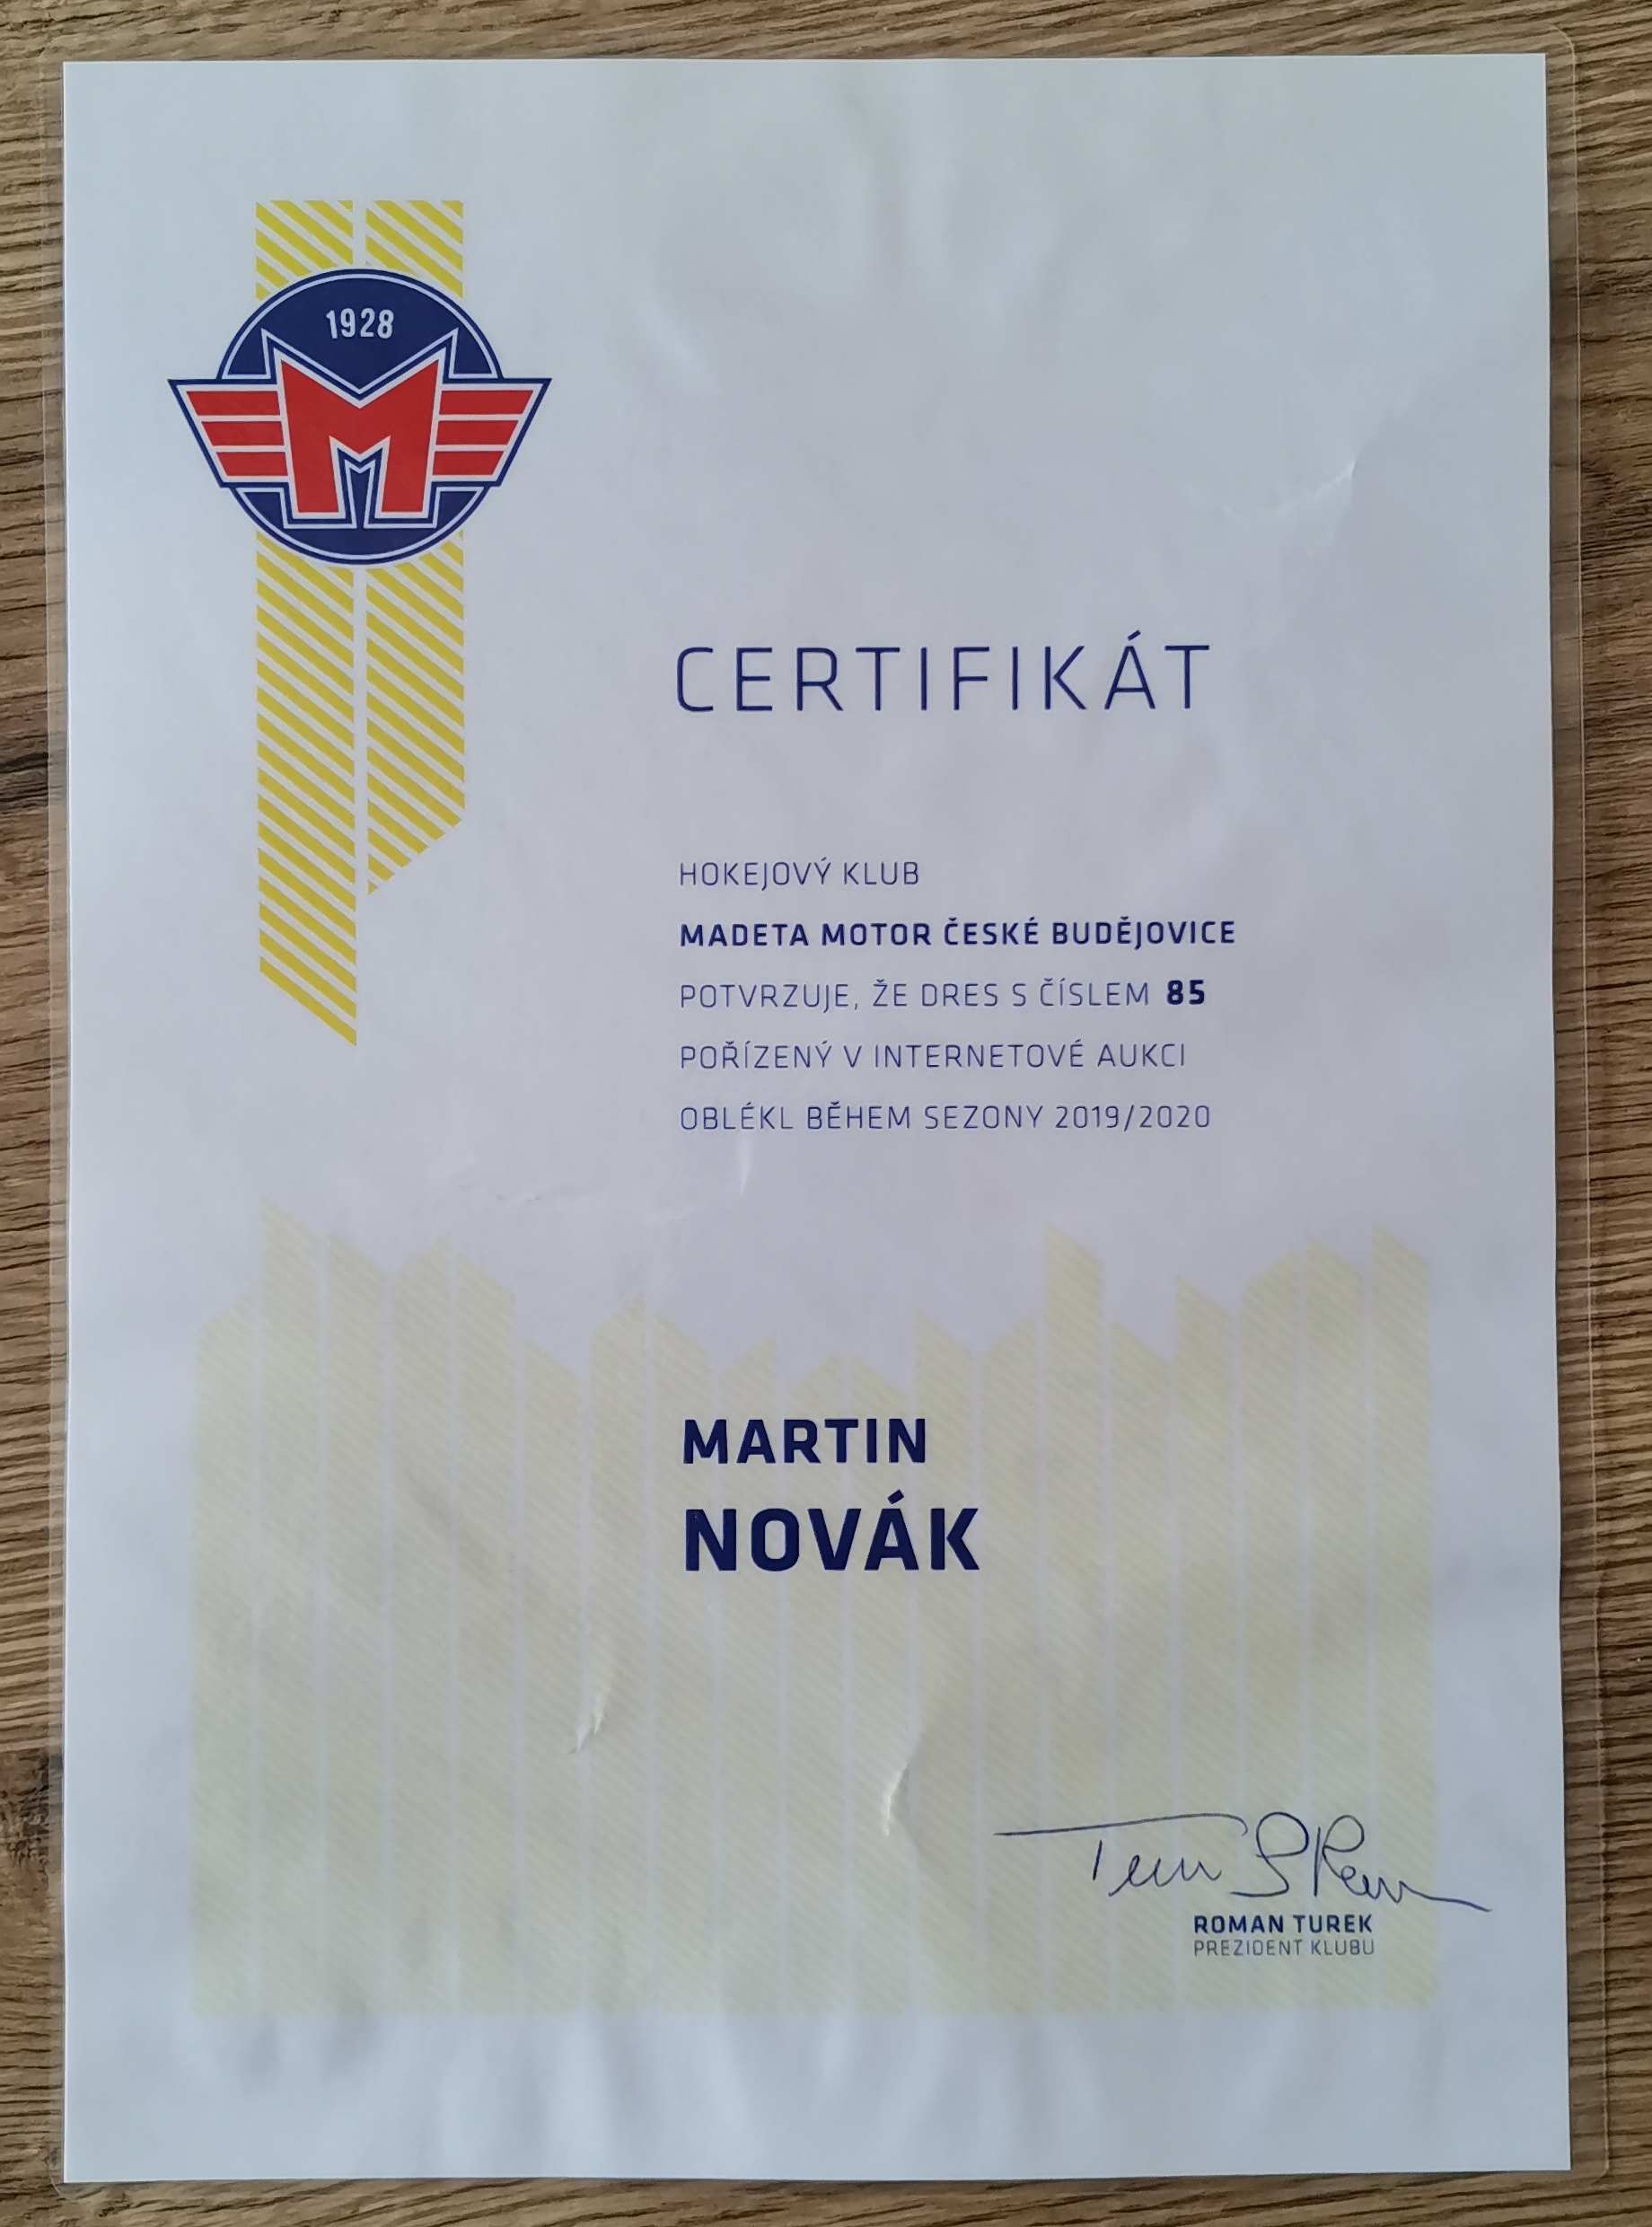 1928
M
CERTIFIKÁT
HOKEJOVÝ KLUB
MADETA MOTOR ČESKÉ BUDĚJOVICE
POTVRZUJE, ŽE DRES S ČÍSLEM 85
POŘÍZENÝ V INTERNETOVÉ AUKCI
OBLÉKL BĚHEM SEZONY 2019/2020
MARTIN
NOVÁK
ROMAN TUREK
PREZIDENT KLUBU